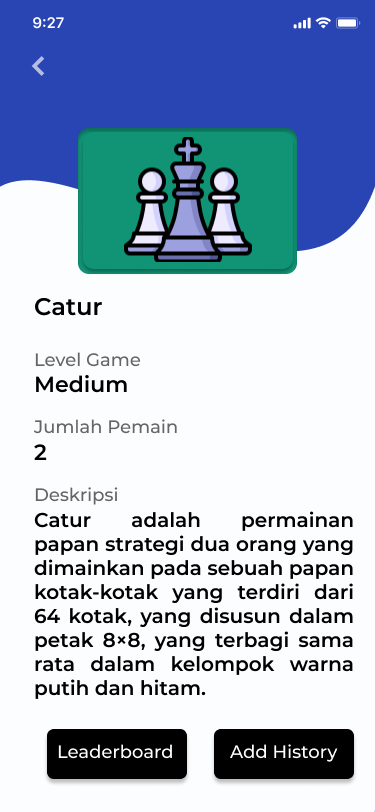 9:27
Catur
Level Game
Medium
Jumlah Pemain
2
Deskripsi
Catur adalah permainan
papan strategi dua orang yang
dimainkan pada sebuah papan
kotak-kotak yang terdiri dari
64 kotak, yang disusun dalam
petak 8×8, yang terbagi sama
rata dalam kelompok warna
putih dan hitam.
Leaderboard
Add History